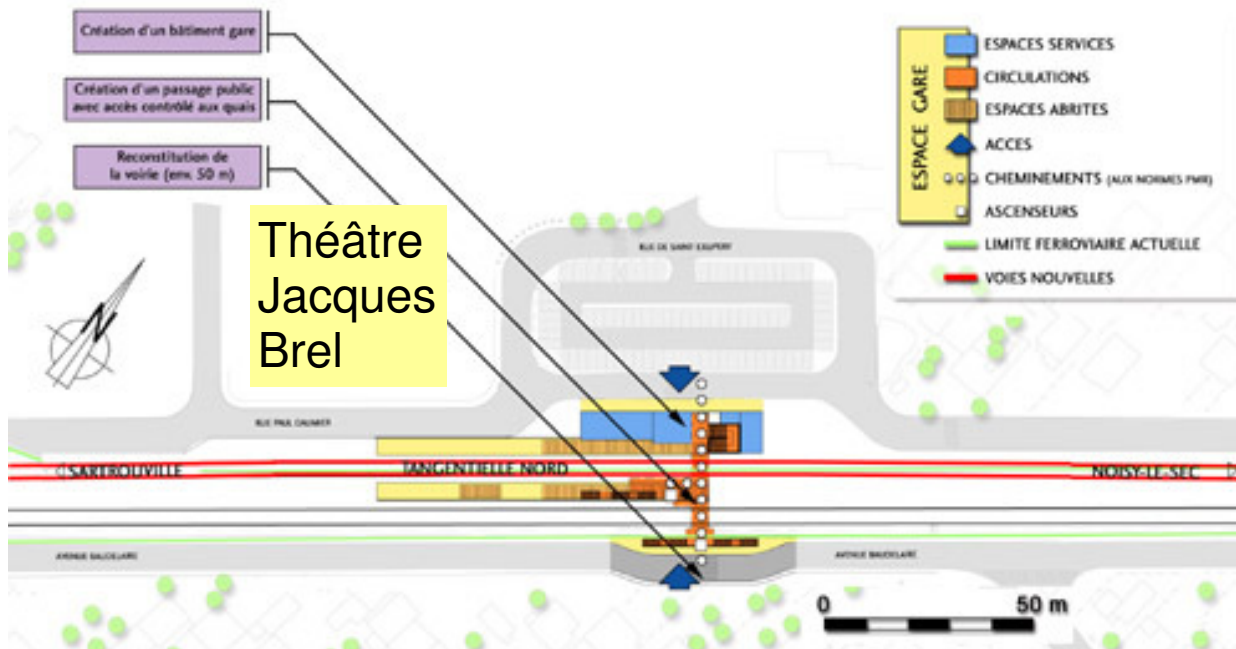 Création d'un bâtiment gare
Création d'un passage public
avec accès contrôlé aux quais
Reconstitution de
la voirie (env. 50 m)
Théâtre
Jacques
Brel
ESPACE GARE
ESPACES SERVICES
CIRCULATIONS
ESPACES ABRITES
ACCES
CHEMINEMENTS (AUX NORMES PMR)
ASCENSEURS
LIMITE FERROVIAIRE ACTUELLE
VOIES NOUVELLES
N
RUE DE SAINT EXUPERY
RUE PAUL DAUMIER
SARTROUVILLE
TANGENTIELLE NORD
NOISY-LE-SEC
AVENUE BAUDELAIRE
AVENUE BAUDELAIRE
0 50 m